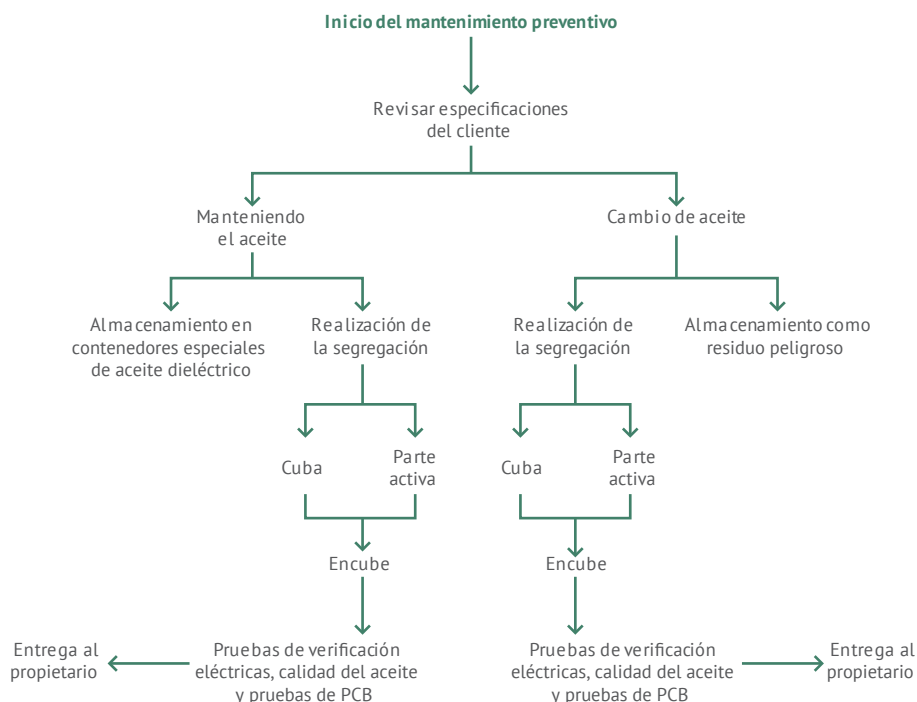 Inicio del mantenimiento preventivo
Revisar especificaciones
del cliente
Manteniendo
el aceite
Cambio de aceite
Almacenamiento en
contenedores especiales
de aceite dieléctrico
Realización de
la segregación
Realización de
la segregación
Almacenamiento como
residuo peligroso
Cuba
Parte
activa
Cuba
Parte
activa
Encube
Encube
Entrega al
propietario
Pruebas de verificación
eléctricas, calidad del aceite
y pruebas de PCB
Pruebas de verificación
eléctricas, calidad del aceite
y pruebas de PCB
Entrega al
propietario